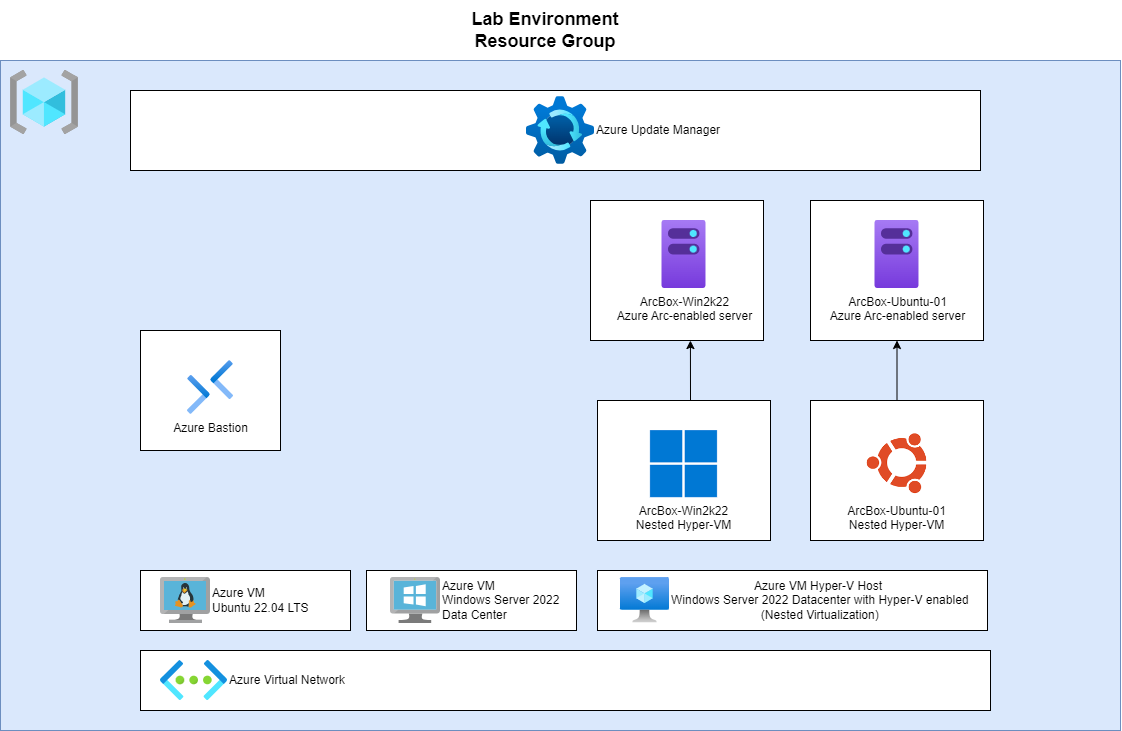 Lab Environment
Resource Group
Azure Update Manager
ArcBox-Win2k22
Azure Arc-enabled server
ArcBox-Ubuntu-01
Azure Arc-enabled server
Azure Bastion
ArcBox-Win2k22
Nested Hyper-VM
ArcBox-Ubuntu-01
Nested Hyper-VM
Azure VM
Ubuntu 22.04 LTS
Azure VM
Windows Server 2022
Data Center
Azure VM Hyper-V Host
Windows Server 2022 Datacenter with Hyper-V enabled
(Nested Virtualization)
Azure Virtual Network